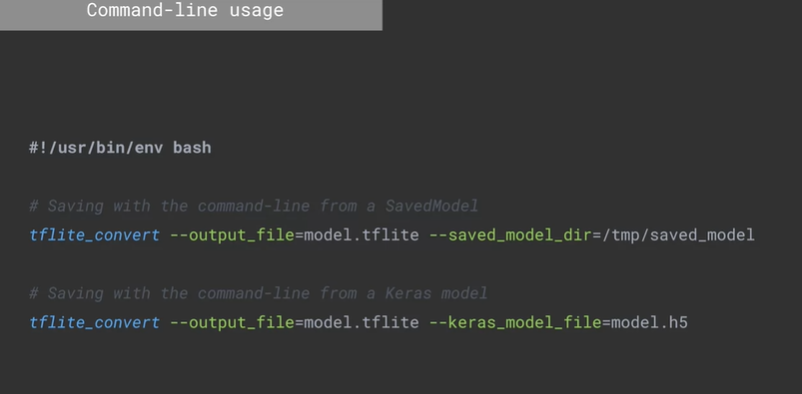 Command-line usage
#!/usr/bin/env bash
# Saving with the command-line from a SavedModel
tflite_convert --output_file=model.tflite --saved_model_dir=/tmp/saved_model
# Saving with the command-line from a Keras model
tflite_convert --output_file=model.tflite --keras_model_file=model.h5